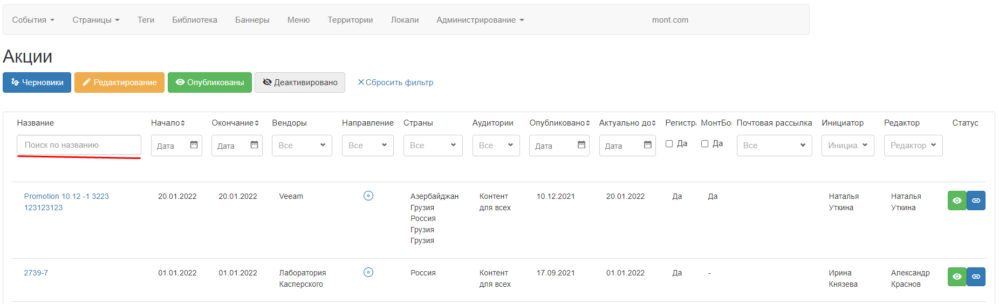 События Страницы Теги Библиотека Баннеры Меню Территории Локали Администрирование mont.com
Акции
Черновики Редактирование Опубликованы Деактивировано Сбросить фильтр
Название Начало Окончание Вендоры Направление Страны Аудитории Опубликовано Актуально до Регистра МонтБо Почтовая рассылка Инициатор Редактор Статус
Поиск по названию Дата Дата Все Все Все Все Дата Дата Да Да Все Инициа... Редактор
Promotion 10.12 -1 3223 20.01.2022 20.01.2022 Veeam Азербайджан Контент 10.12.2021 20.01.2022 Да Да Наталья Наталья
123123123 Грузия для всех Уткина Уткина
Россия
Грузия
Грузия
2739-7 01.01.2022 01.01.2022 Лаборатория Россия Контент 17.09.2021 01.01.2022 Да - Ирина Александр
Касперского для всех Князева Краснов